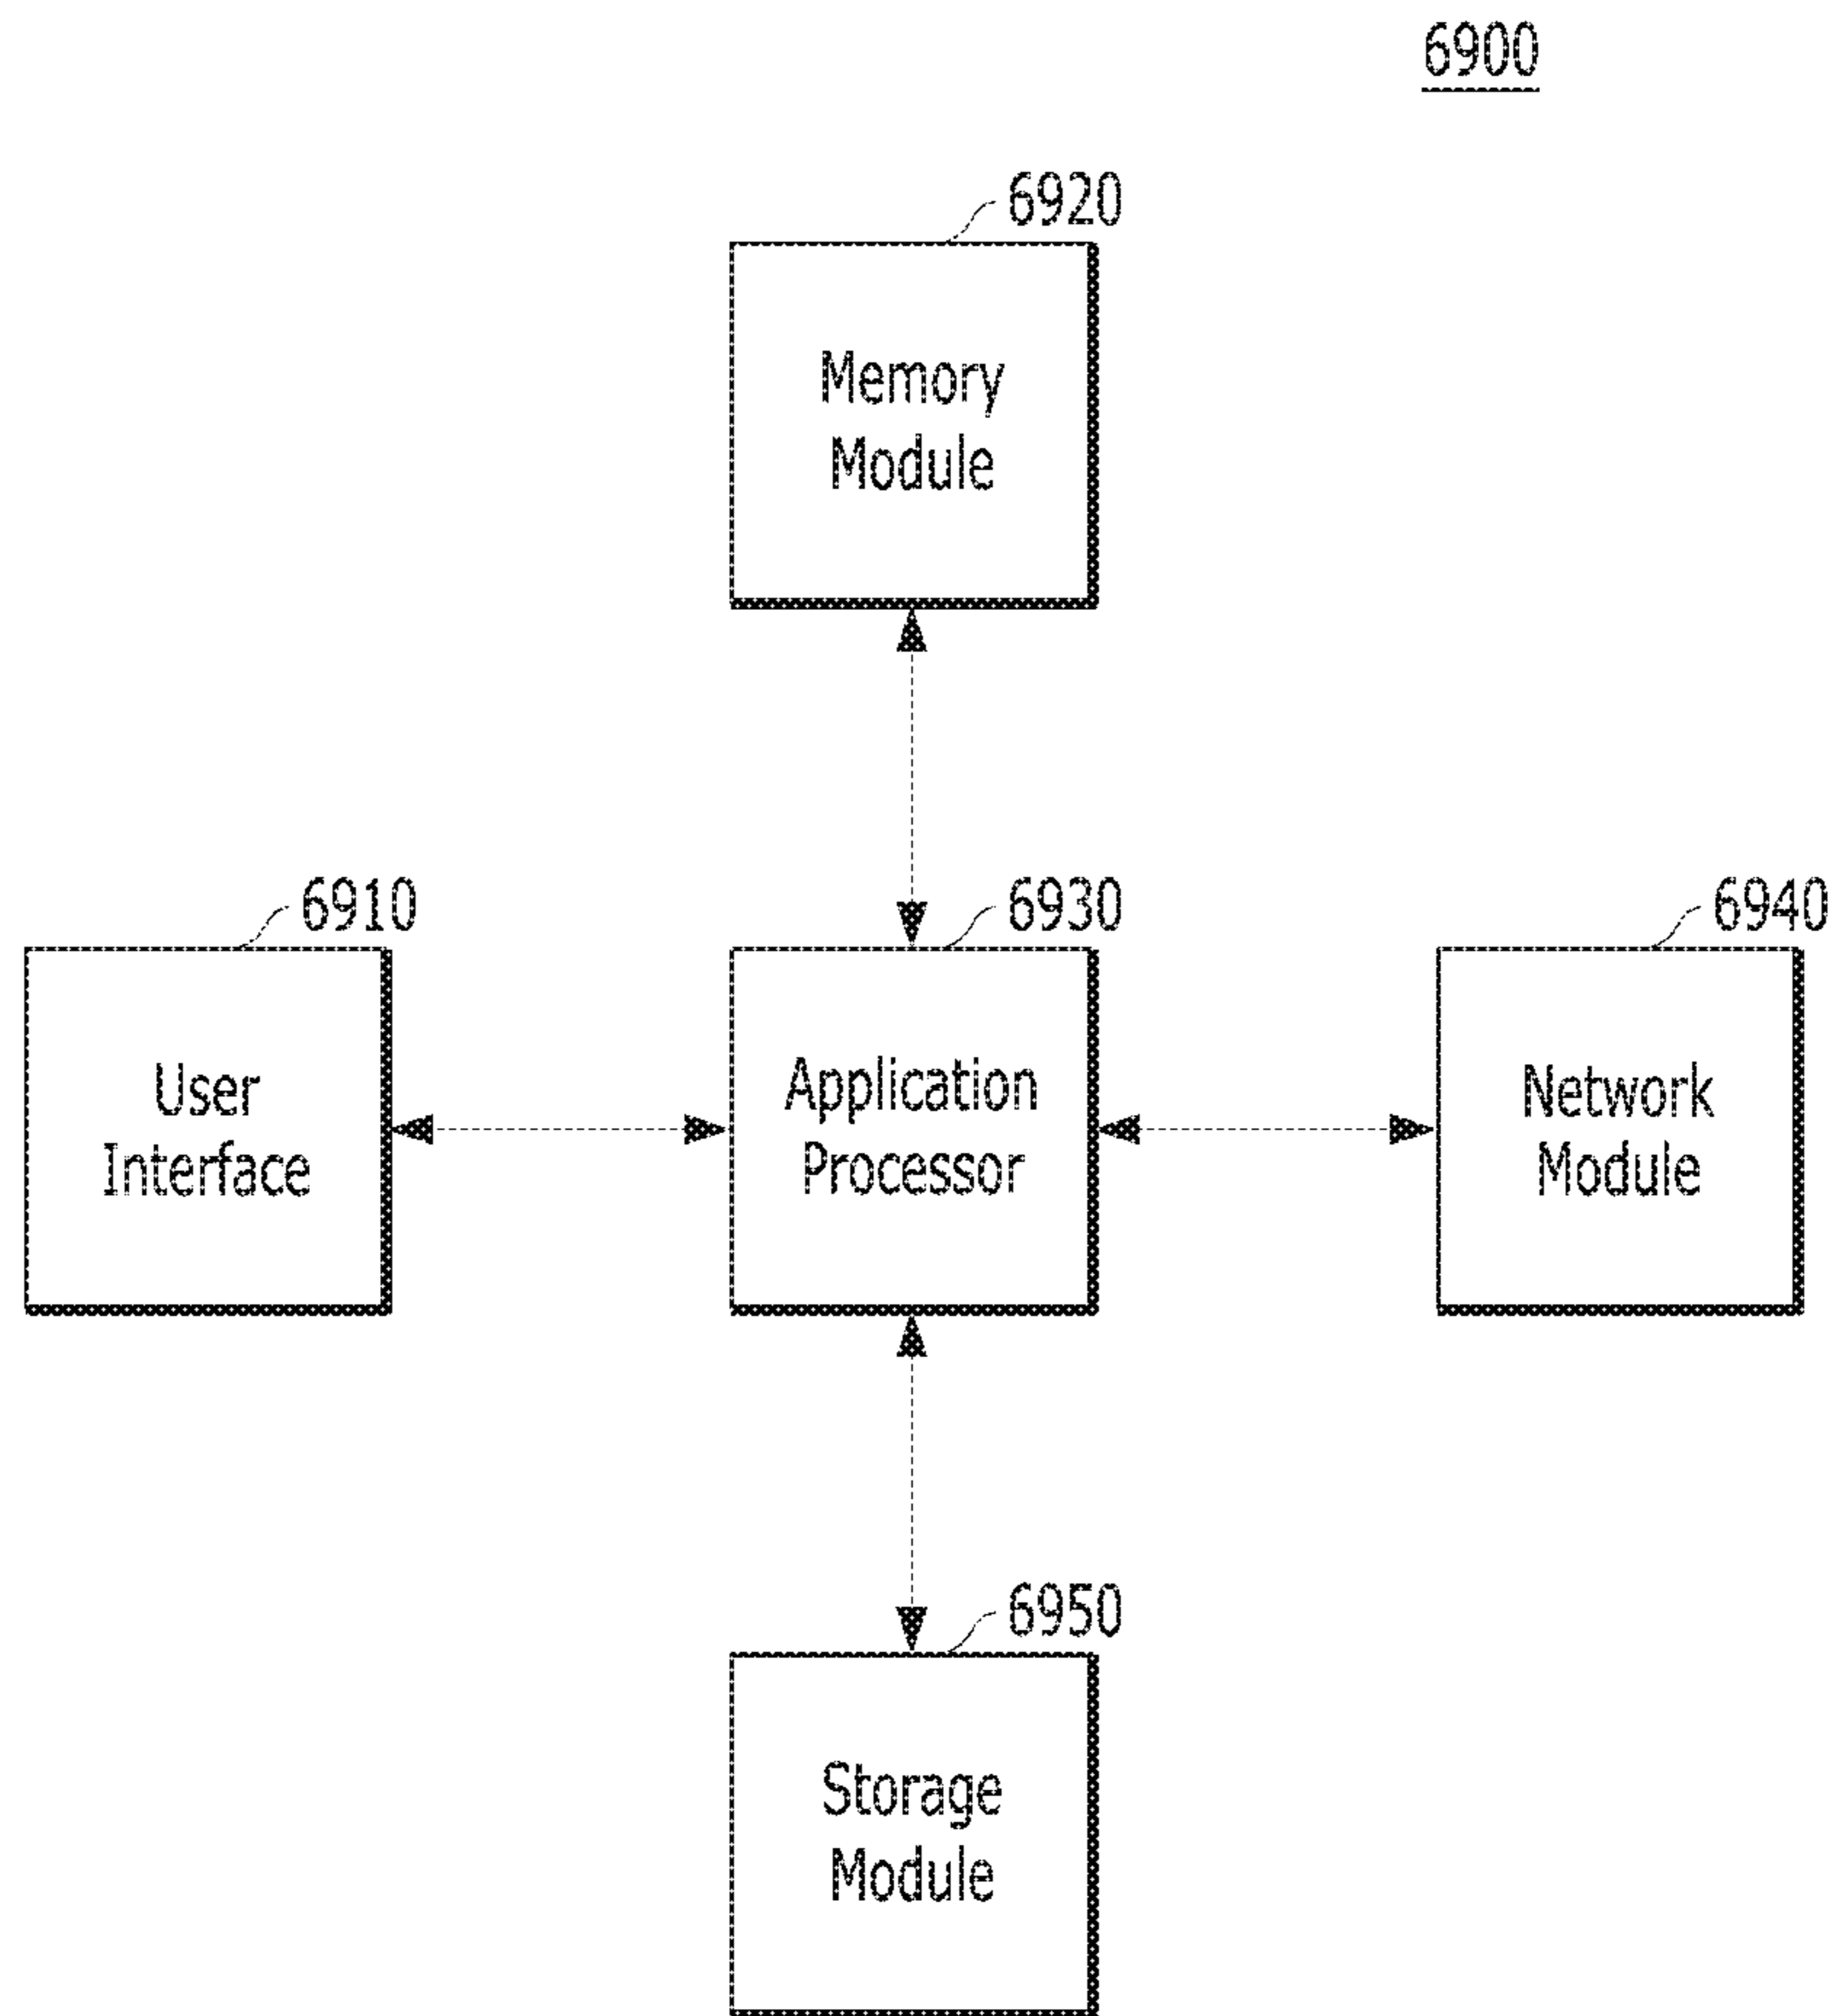 6900
6920
Memory
Module
6910
6930
6940
User
Interface
Application
Processor
Network
Module
6950
Storage
Module